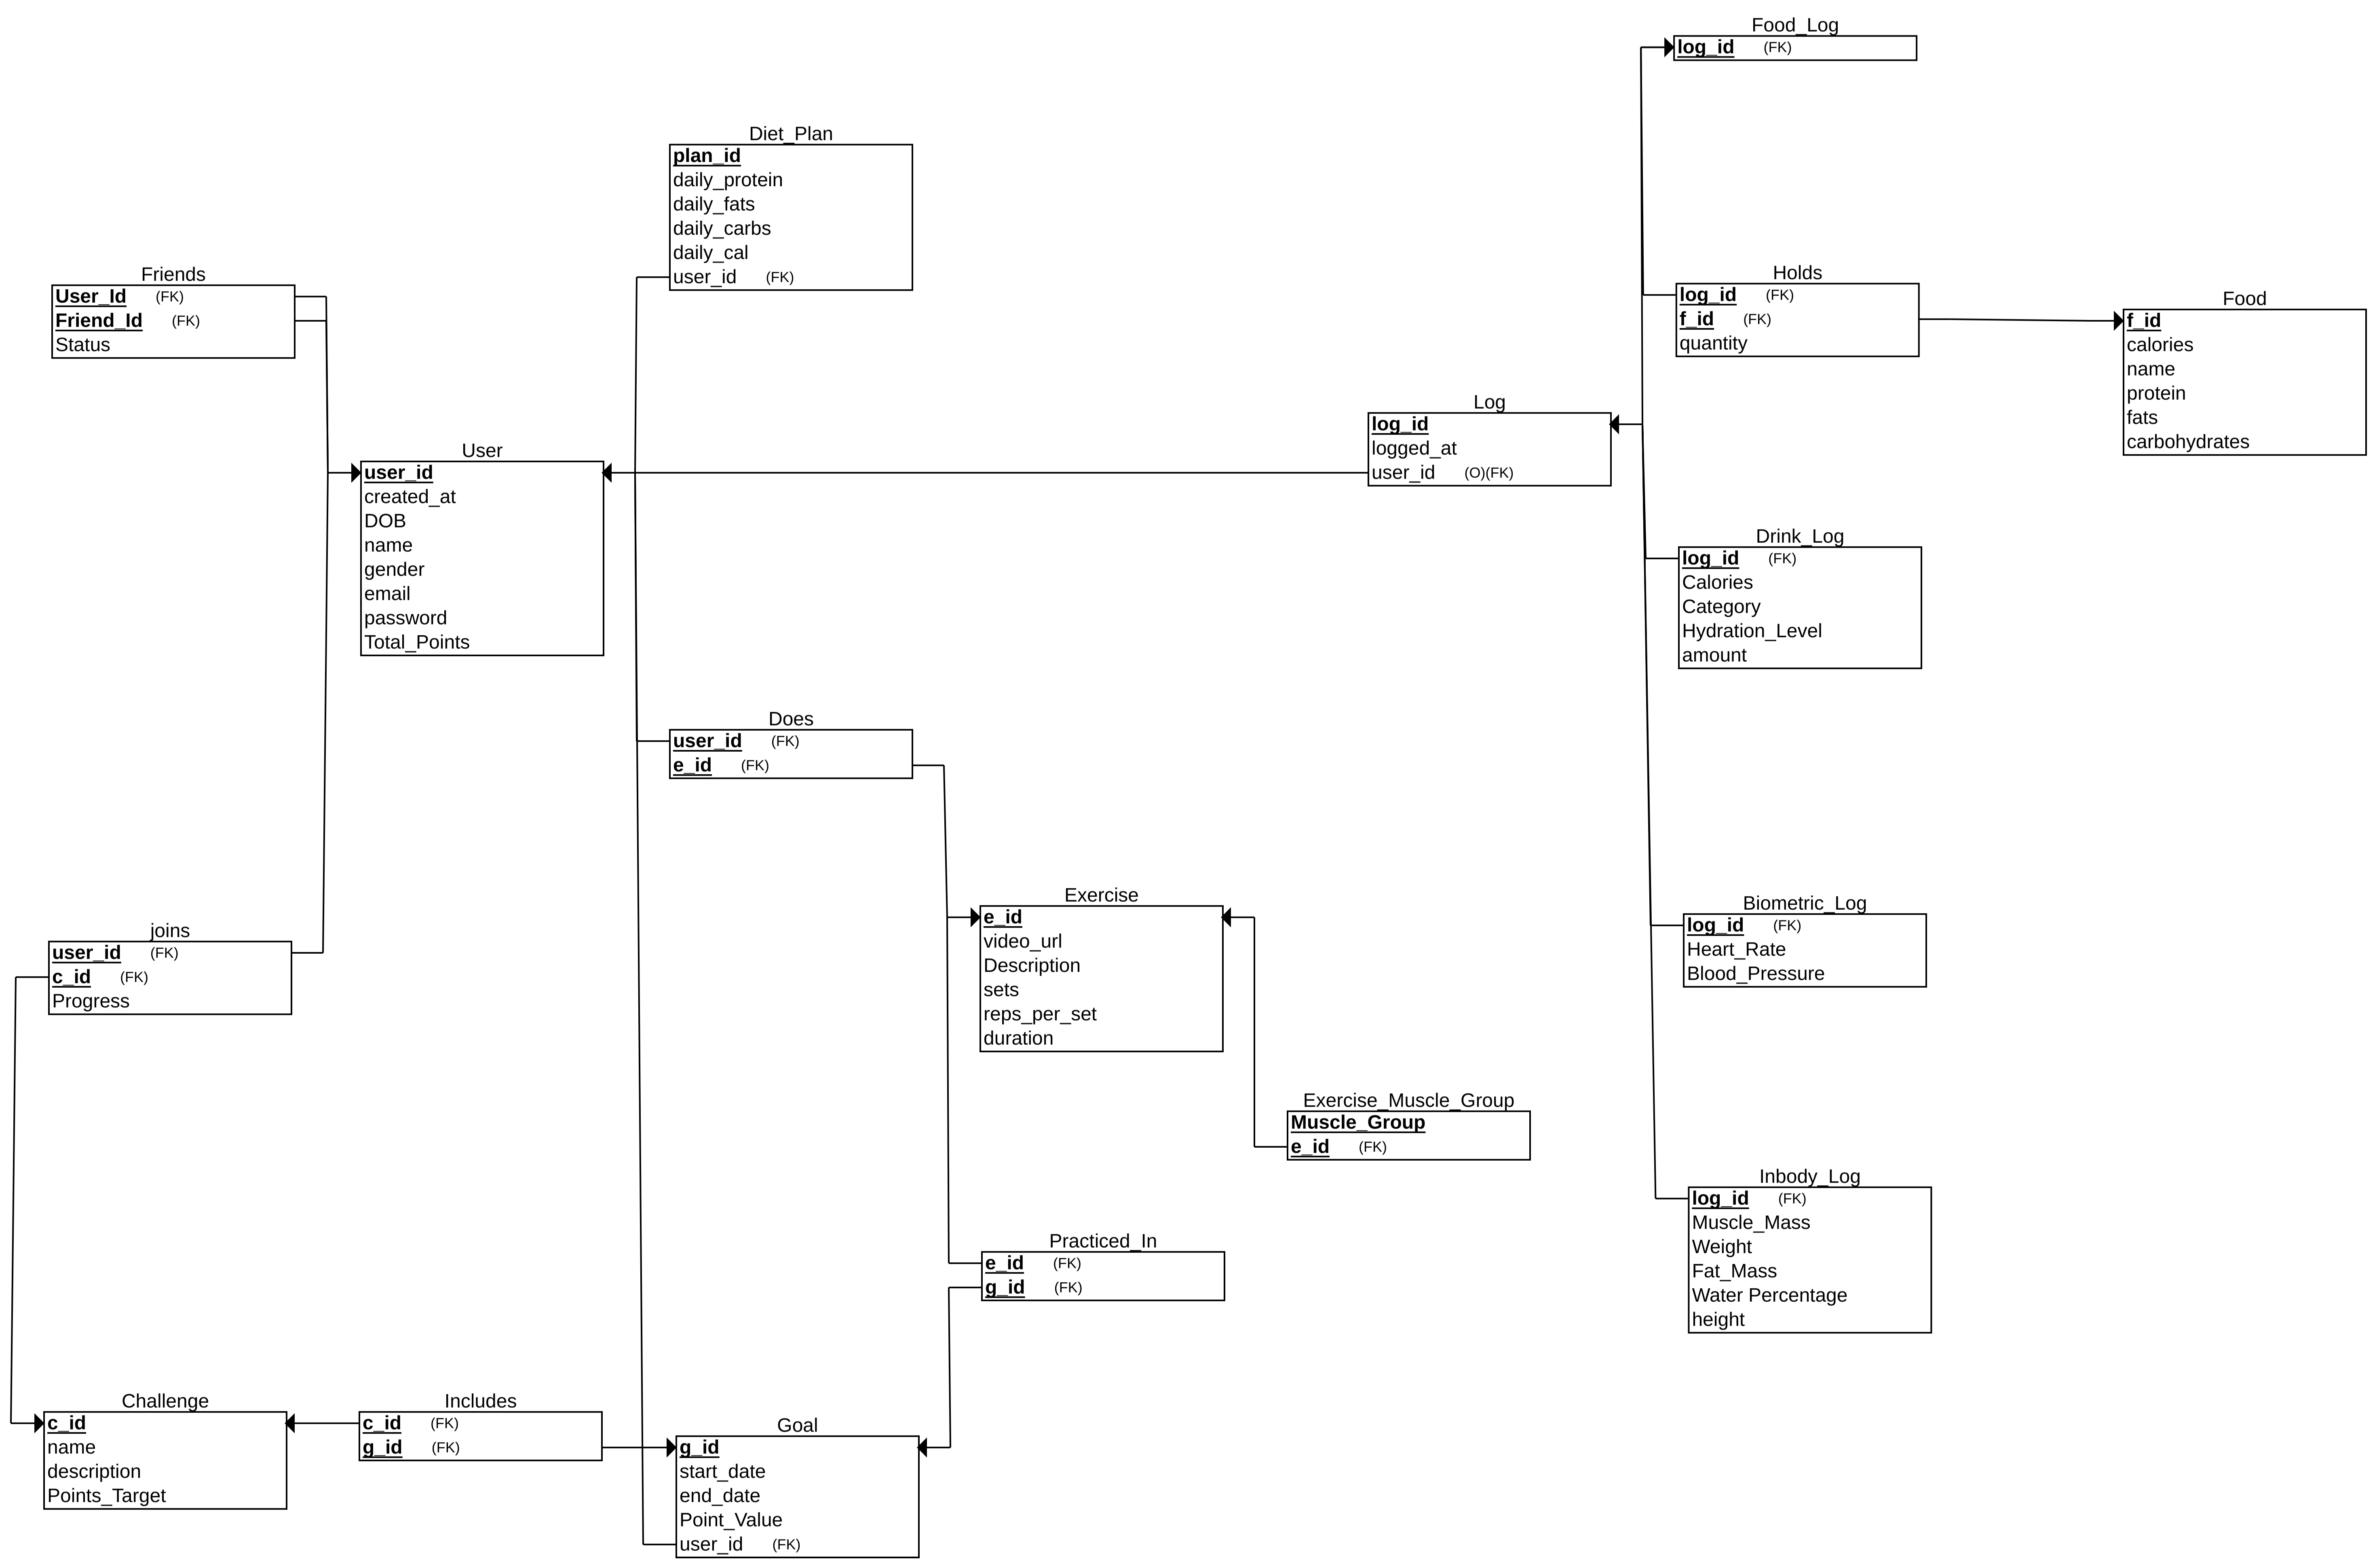 Food_Log
log_id (FK)
Diet_Plan
plan_id
daily_protein
daily_fats
daily_carbs
daily_cal
user_id (FK)
Friends
User_Id (FK)
Friend_Id (FK)
Status
Holds
log_id (FK)
f_id (FK)
quantity
Food
f_id
calories
name
protein
fats
carbohydrates
Log
log_id
logged_at
user_id (O)(FK)
User
user_id
created_at
DOB
name
gender
email
password
Total_Points
Drink_Log
log_id (FK)
Calories
Category
Hydration_Level
amount
Does
user_id (FK)
e_id (FK)
Exercise
e_id
video_url
Description
sets
reps_per_set
duration
Biometric_Log
log_id (FK)
Heart_Rate
Blood_Pressure
joins
user_id (FK)
c_id (FK)
Progress
Exercise_Muscle_Group
Muscle_Group
e_id (FK)
Inbody_Log
log_id (FK)
Muscle_Mass
Weight
Fat_Mass
Water Percentage
height
Practiced_In
e_id (FK)
g_id (FK)
Challenge
c_id
name
description
Points_Target
Includes
c_id (FK)
g_id (FK)
Goal
g_id
start_date
end_date
Point_Value
user_id (FK)